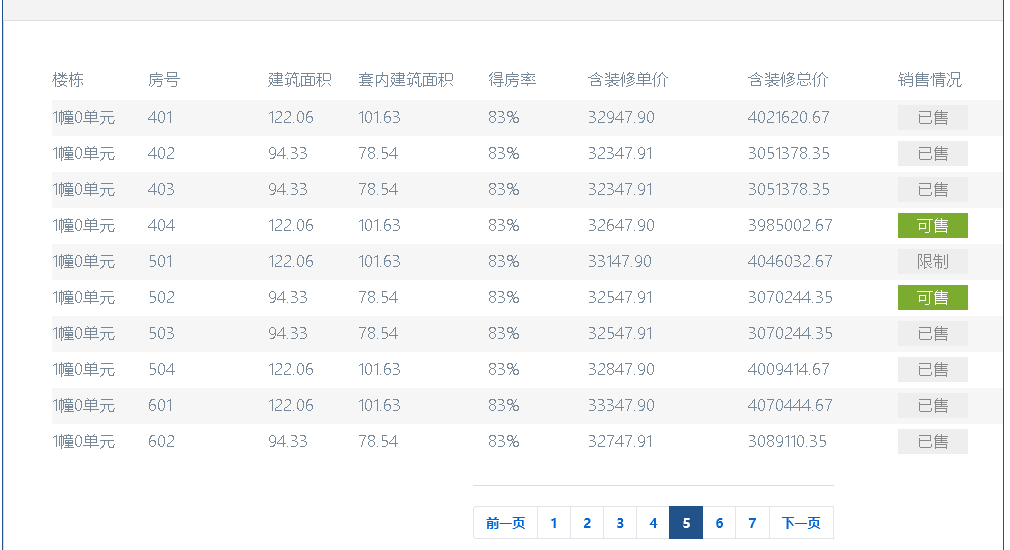 楼栋 房号 建筑面积 套内建筑面积 得房率 含装修单价 含装修总价 销售情况
1幢0单元 401 122.06 101.63 83% 32947.90 4021620.67 已售
1幢0单元 402 94.33 78.54 83% 32347.91 3051378.35 已售
1幢0单元 403 94.33 78.54 83% 32347.91 3051378.35 已售
1幢0单元 404 122.06 101.63 83% 32647.90 3985002.67 可售
1幢0单元 501 122.06 101.63 83% 33147.90 4046032.67 限制
1幢0单元 502 94.33 78.54 83% 32547.91 3070244.35 可售
1幢0单元 503 94.33 78.54 83% 32547.91 3070244.35 已售
1幢0单元 504 122.06 101.63 83% 32847.90 4009414.67 已售
1幢0单元 601 122.06 101.63 83% 33347.90 4070444.67 已售
1幢0单元 602 94.33 78.54 83% 32747.91 3089110.35 已售
前一页 1 2 3 4 5 6 7 下一页